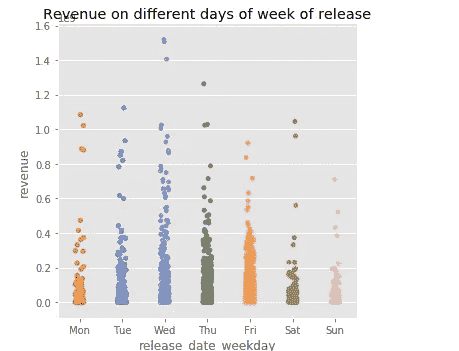 Revenue on different days of week of release
1e9
1.6
1.4
1.2
1.0
0.8
0.6
0.4
0.2
0.0
revenue
Mon Tue Wed Thu Fri Sat Sun
release_date_weekday